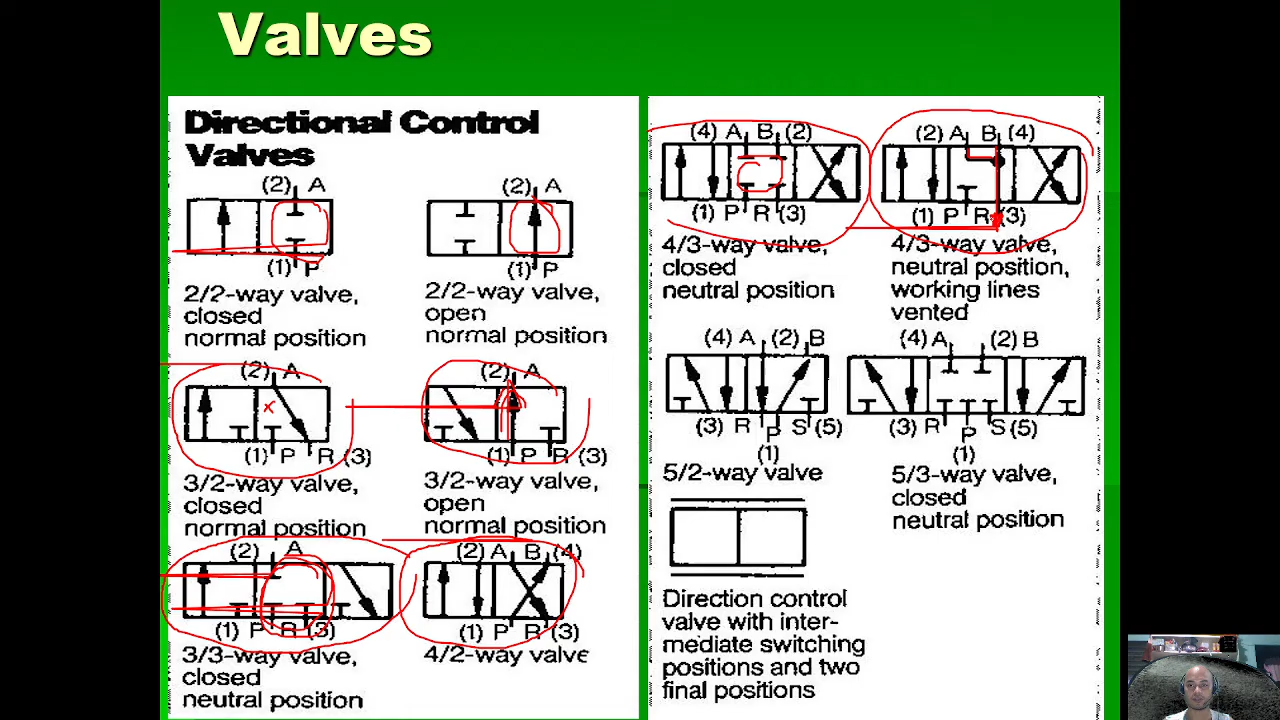 Valves
Directional Control
Valves
(2) A
(1) P
2/2-way valve,
closed
normal position
(2) A
(1) P
2/2-way valve,
open
normal position
(2) A
(1) P R (3)
3/2-way valve,
closed
normal position
(2) A
(1) P R (3)
3/2-way valve,
open
normal position
(2) A
(1) P R (3)
3/3-way valve,
closed
neutral position
(2) A B (4)
(1) P R (3)
4/2-way valve
(4) A B (2)
(1) P R (3)
4/3-way valve,
closed
neutral position
(2) A B (4)
(1) P R (3)
4/3-way valve,
neutral position,
working lines
vented
(4) A (2) B
(3) R P S (5)
(1)
5/2-way valve
(4) A (2) B
(3) R P S (5)
(1)
5/3-way valve,
closed
neutral position
Direction control
valve with inter-
mediate switching
positions and two
final positions